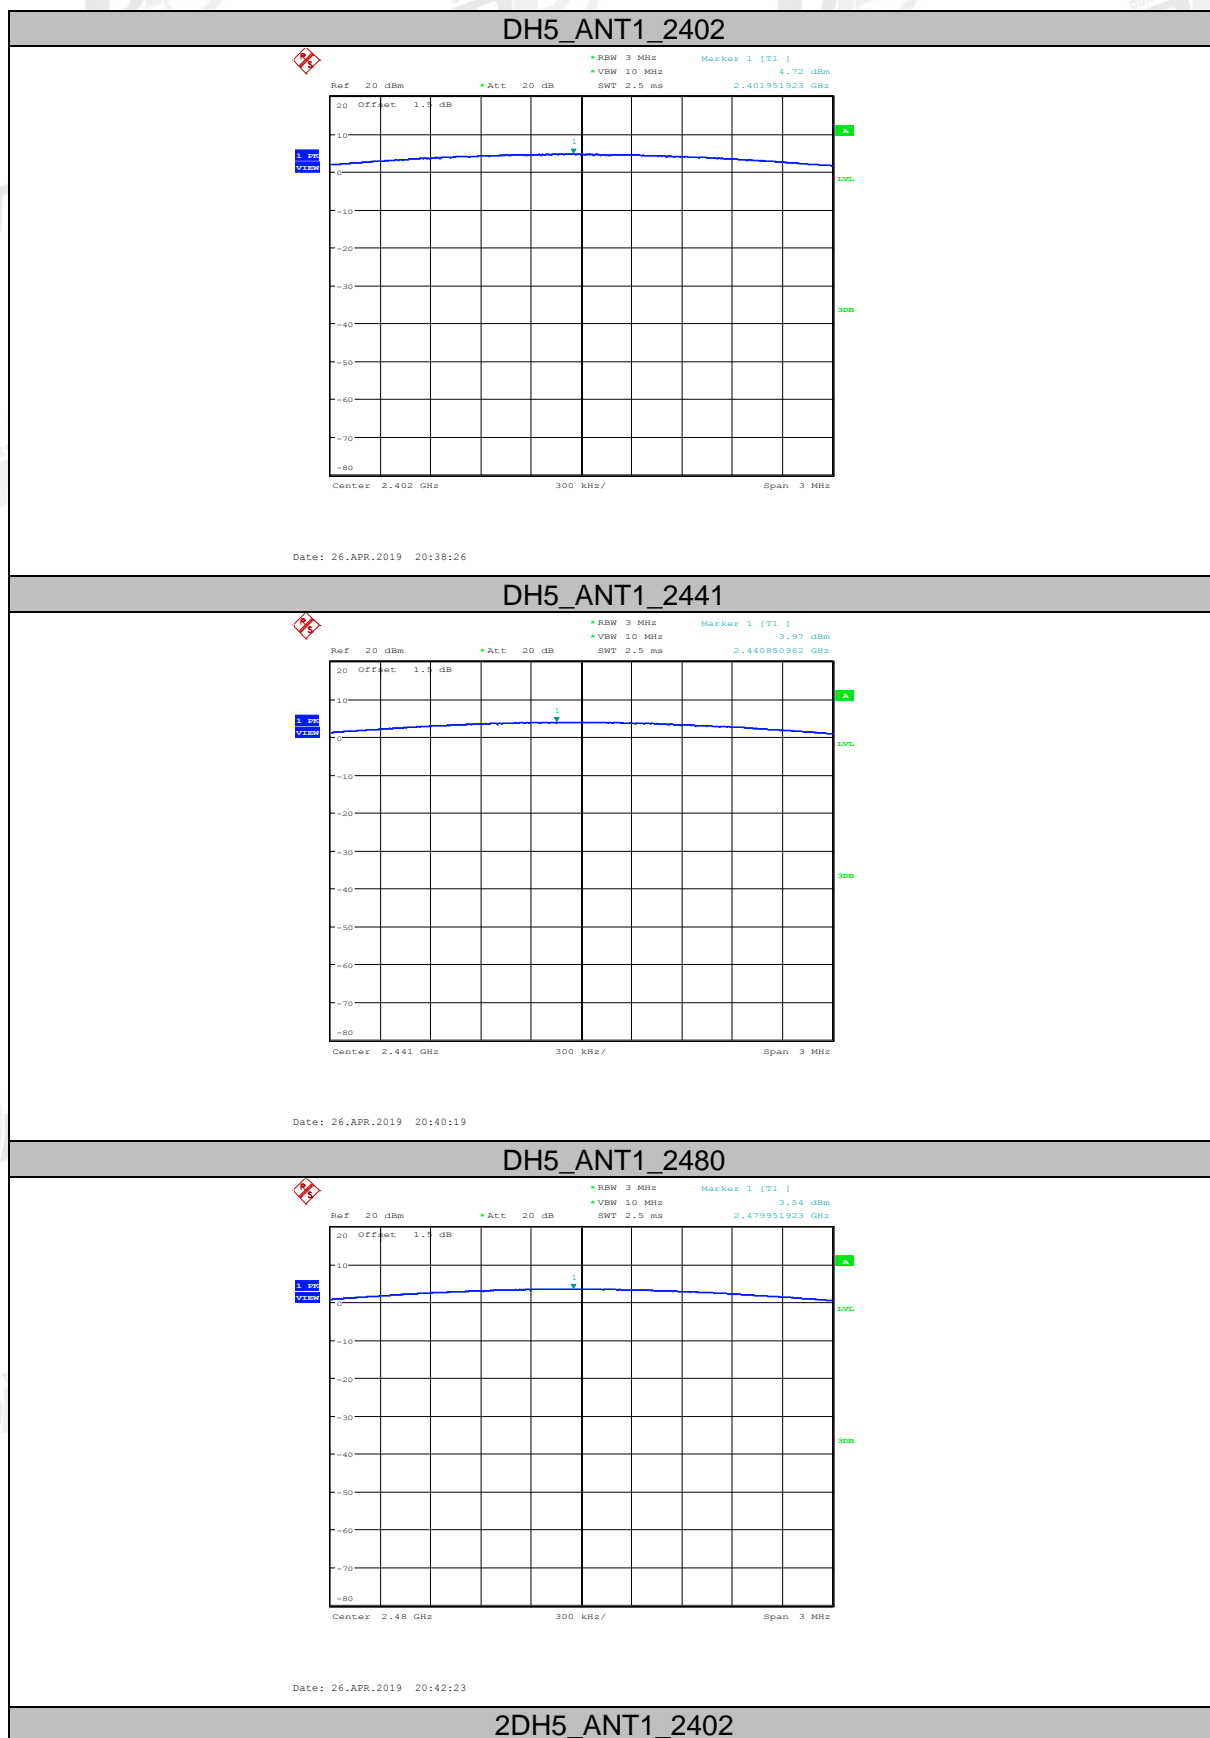 DH5_ANT1_2402
R S
*RBW 3 MHz Marker 1 [T1 ]
*VBW 10 MHz 4.72 dBm
Ref 20 dBm *Att 20 dB SWT 2.5 ms 2.401951923 GHz
20 Offset 1.5 dB
A
10
1
1 PK
VIEW
0
LVL
-10
-20
-30
3DB
-40
-50
-60
-70
-80
Center 2.402 GHz 300 kHz/ Span 3 MHz
Date: 26.APR.2019 20:38:26
DH5_ANT1_2441
R S
*RBW 3 MHz Marker 1 [T1 ]
*VBW 10 MHz 3.97 dBm
Ref 20 dBm *Att 20 dB SWT 2.5 ms 2.440850962 GHz
20 Offset 1.5 dB
A
10
1
1 PK
VIEW
0
LVL
-10
-20
-30
3DB
-40
-50
-60
-70
-80
Center 2.441 GHz 300 kHz/ Span 3 MHz
Date: 26.APR.2019 20:40:19
DH5_ANT1_2480
R S
*RBW 3 MHz Marker 1 [T1 ]
*VBW 10 MHz 3.54 dBm
Ref 20 dBm *Att 20 dB SWT 2.5 ms 2.479951923 GHz
20 Offset 1.5 dB
A
10
1
1 PK
VIEW
0
LVL
-10
-20
-30
3DB
-40
-50
-60
-70
-80
Center 2.48 GHz 300 kHz/ Span 3 MHz
Date: 26.APR.2019 20:42:23
2DH5_ANT1_2402